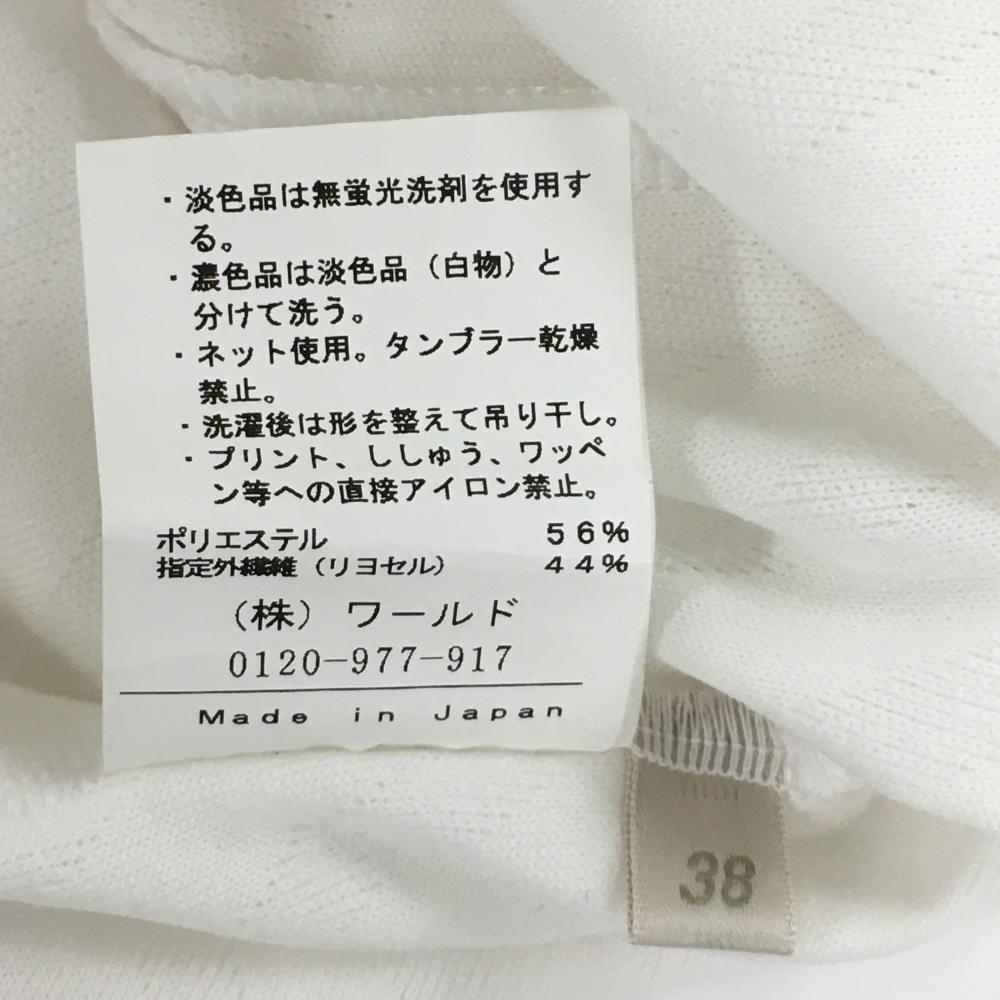 ・淡色品は無蛍光洗剤を使用す
る。
・濃色品は淡色品（白物）と
分けて洗う。
・ネット使用。タンブラー乾燥
禁止。
・洗濯後は形を整えて吊り干し。
・プリント、ししゅう、ワッペ
ン等への直接アイロン禁止。
ポリエステル 56%
指定外繊維（リヨセル） 44%
（株）ワールド
0120-977-917
Made in Japan
38